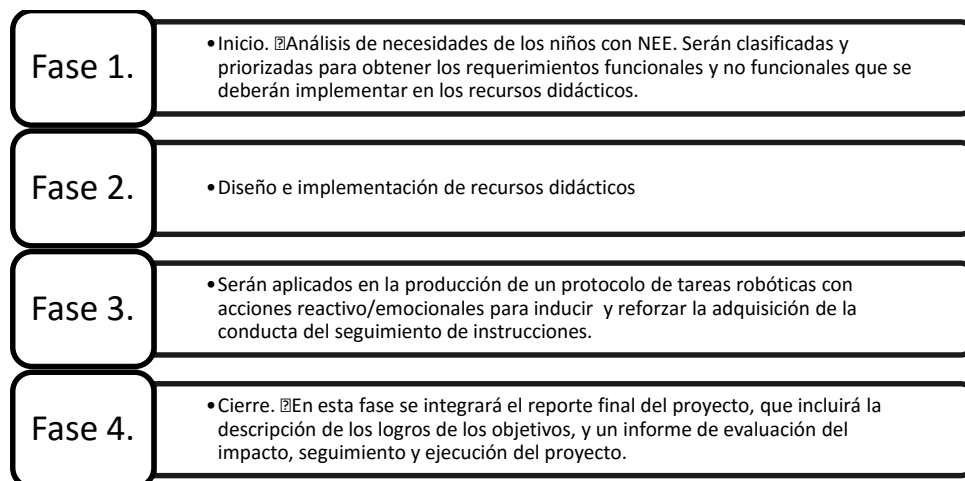 Fase 1.
•Inicio. Análisis de necesidades de los niños con NEE. Serán clasificadas y
priorizadas para obtener los requerimientos funcionales y no funcionales que se
deberán implementar en los recursos didácticos.
Fase 2.
•Diseño e implementación de recursos didácticos
Fase 3.
•Serán aplicados en la producción de un protocolo de tareas robóticas con
acciones reactivo/emocionales para inducir y reforzar la adquisición de la
conducta del seguimiento de instrucciones.
Fase 4.
•Cierre. En esta fase se integrará el reporte final del proyecto, que incluirá la
descripción de los logros de los objetivos, y un informe de evaluación del
impacto, seguimiento y ejecución del proyecto.